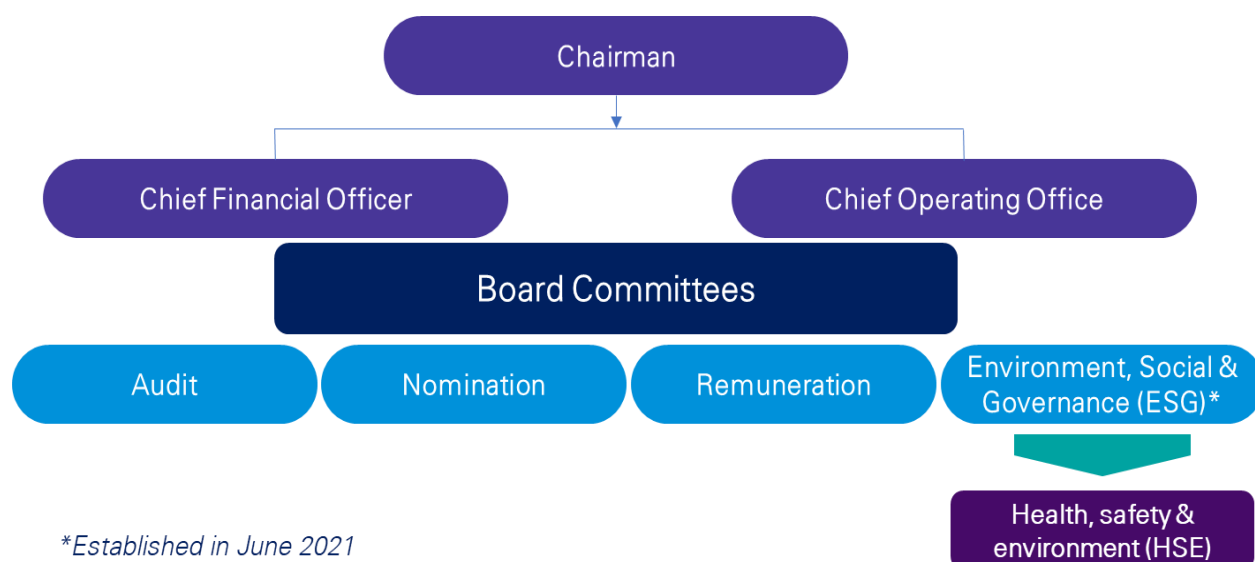 Chairman
Chief Financial Officer
Chief Operating Office
Board Committees
Audit
Nomination
Remuneration
Environment, Social &
Governance (ESG)*
Health, safety &
environment (HSE)
*Established in June 2021